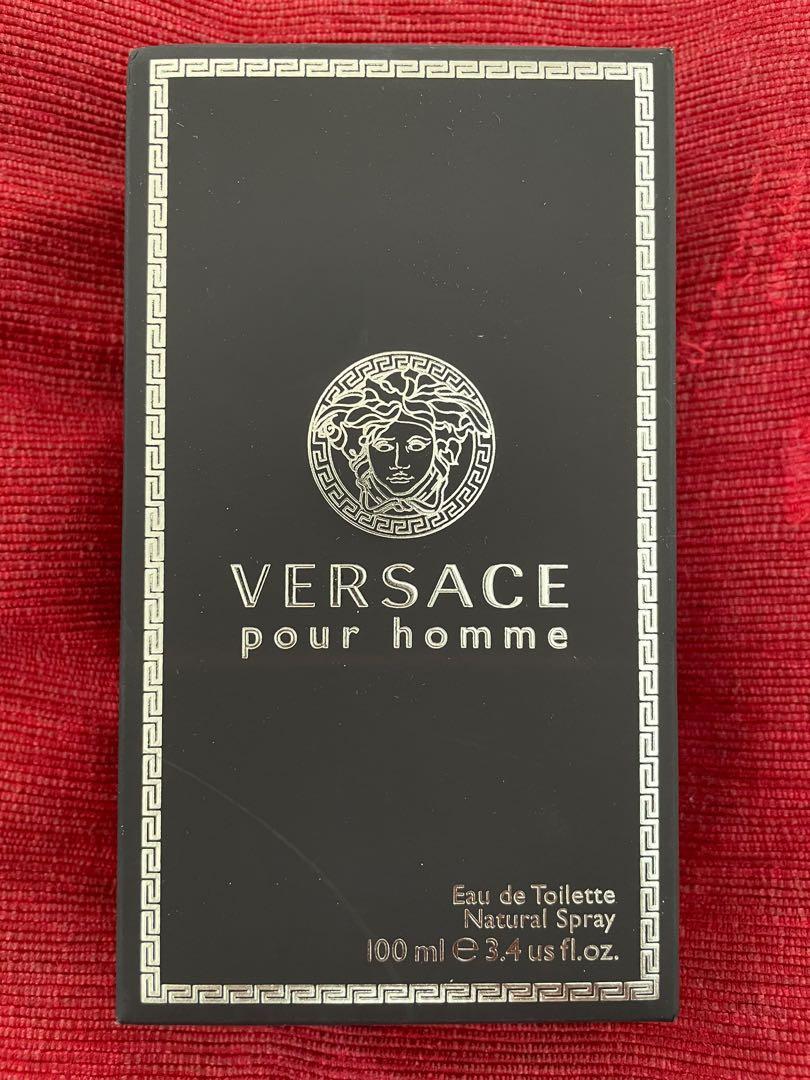 VERSACE
pour homme
Eau de Toilette
Natural Spray
100 ml ℮ 3.4 us fl.oz.